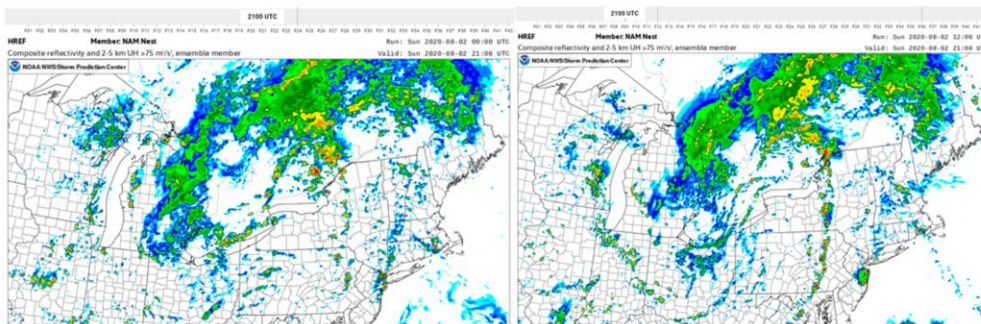 2100 UTC
HREF Member: NAM Nest Run: Sun 2020-08-02 00:00 UTC
Composite reflectivity and 2-5 km UH >75 m²/s², ensemble member Valid: Sun 2020-08-02 21:00 UTC
NOAA/NWS/Storm Prediction Center
2100 UTC
HREF Member: NAM Nest Run: Sun 2020-08-02 12:00 UTC
Composite reflectivity and 2-5 km UH >75 m²/s², ensemble member Valid: Sun 2020-08-02 21:00 UTC
NOAA/NWS/Storm Prediction Center